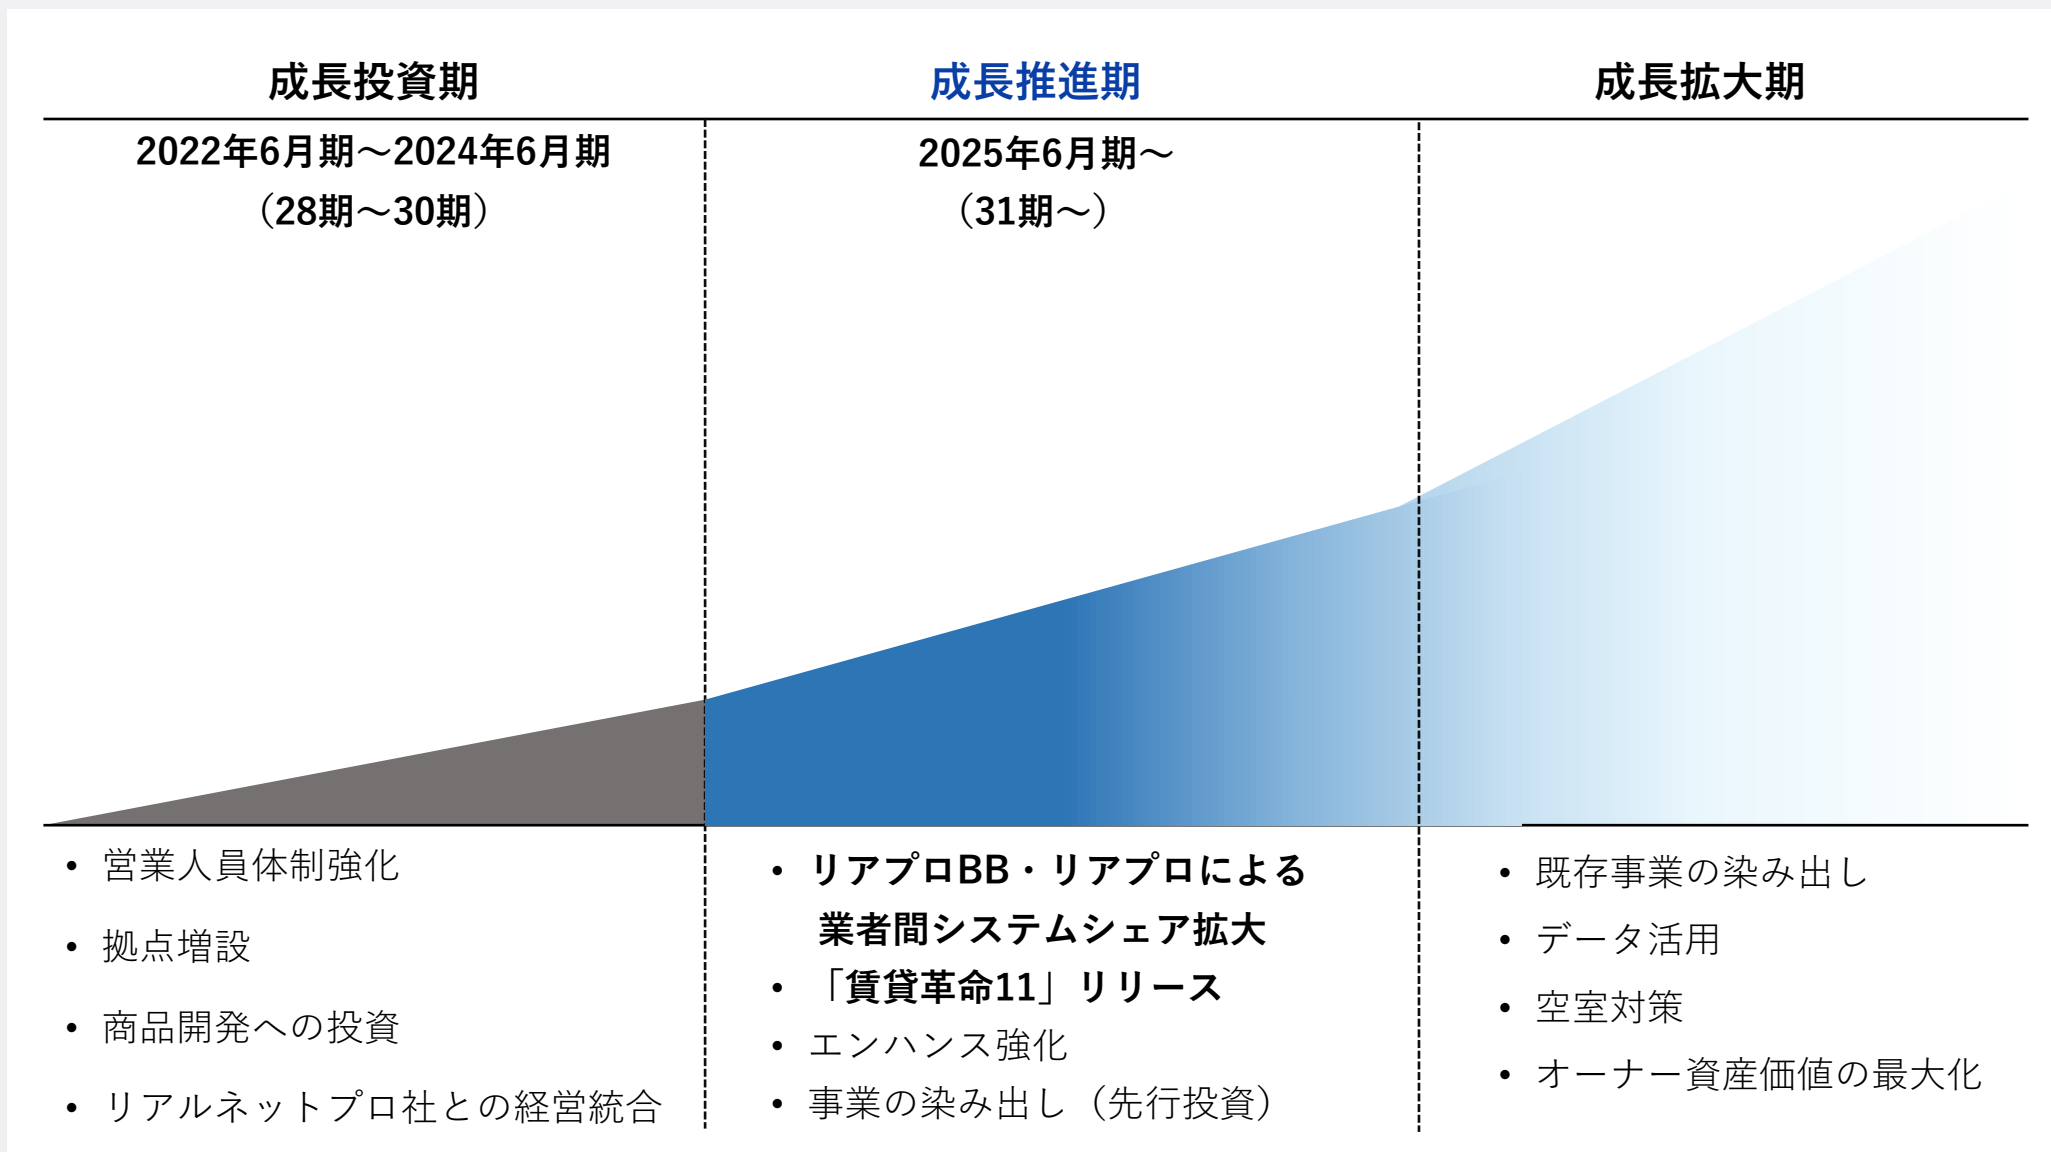 成長投資期
2022年6月期～2024年6月期
（28期～30期）
成長推進期
2025年6月期～
（31期～）
成長拡大期
• 営業人員体制強化
• 拠点増設
• 商品開発への投資
• リアルネットプロ社との経営統合
• リアプロBB・リアプロによる
業者間システムシェア拡大
• 「賃貸革命11」リリース
• エンハンス強化
• 事業の染み出し（先行投資）
• 既存事業の染み出し
• データ活用
• 空室対策
• オーナー資産価値の最大化